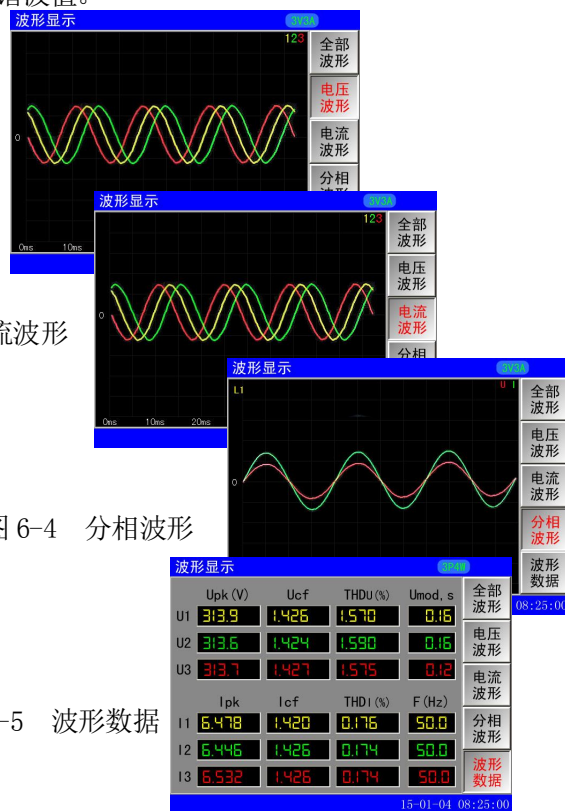 波形显示 3V3A
123
全部
波形
电压
波形
电流
波形
分相
0
0ms 10ms
波形显示 3V3A
123
全部
波形
电压
波形
电流
波形
分相
0
0ms 10ms 20ms
流波形
波形显示 3V3A
L1 U I
全部
波形
电压
波形
电流
波形
分相
波形
波形
数据
0
08:25:00
图 6-4 分相波形
波形显示 3P4W
Upk(V) Ucf THDU(%) Umod,s
U1 313.9 1.426 1.570 0.16
U2 313.6 1.424 1.590 0.16
U3 313.7 1.427 1.575 0.12
Ipk Icf THDI(%) F(Hz)
I1 6.478 1.420 0.176 50.0
I2 6.446 1.426 0.174 50.0
I3 6.532 1.426 0.174 50.0
全部
波形
电压
波形
电流
波形
分相
波形
波形
数据
15-01-04 08:25:00
-5 波形数据